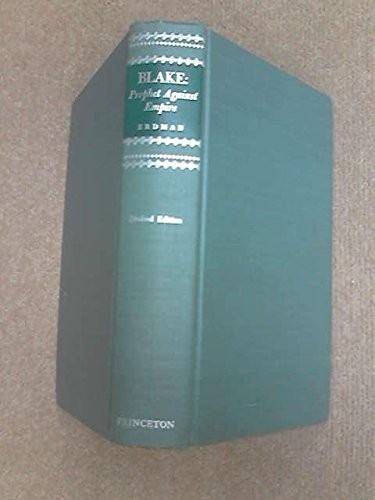 BLAKE:
Prophet Against
Empire
ERDMAN
Revised Edition
PRINCETON